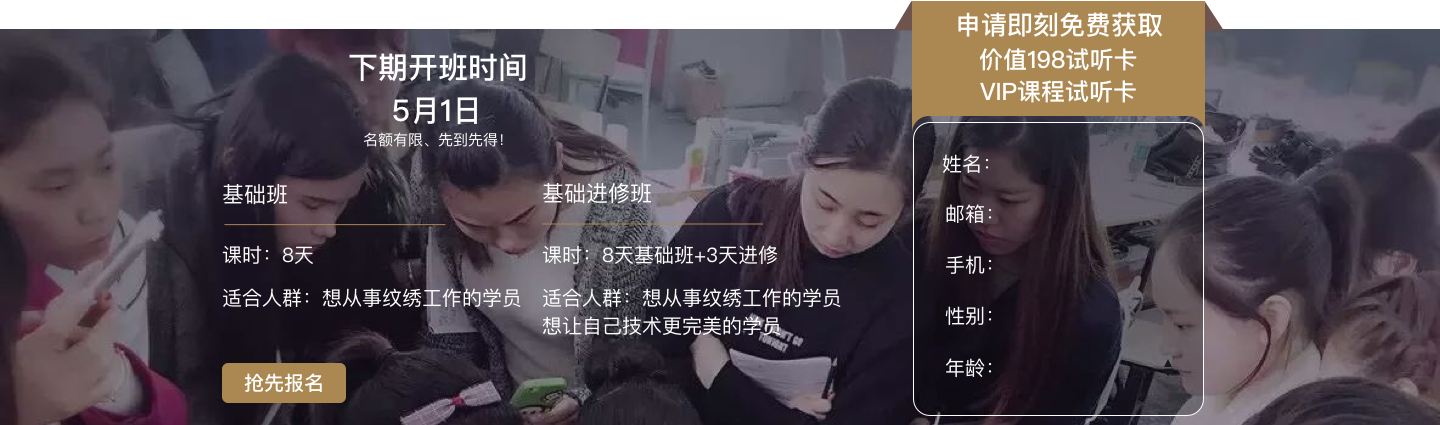 下期开班时间
5月1日
名额有限、先到先得！
基础班
课时：8天
适合人群：想从事纹绣工作的学员
抢先报名
基础进修班
课时：8天基础班+3天进修
适合人群：想从事纹绣工作的学员
想让自己技术更完美的学员
申请即刻免费获取
价值198试听卡
VIP课程试听卡
姓名：
邮箱：
手机：
性别：
年龄：